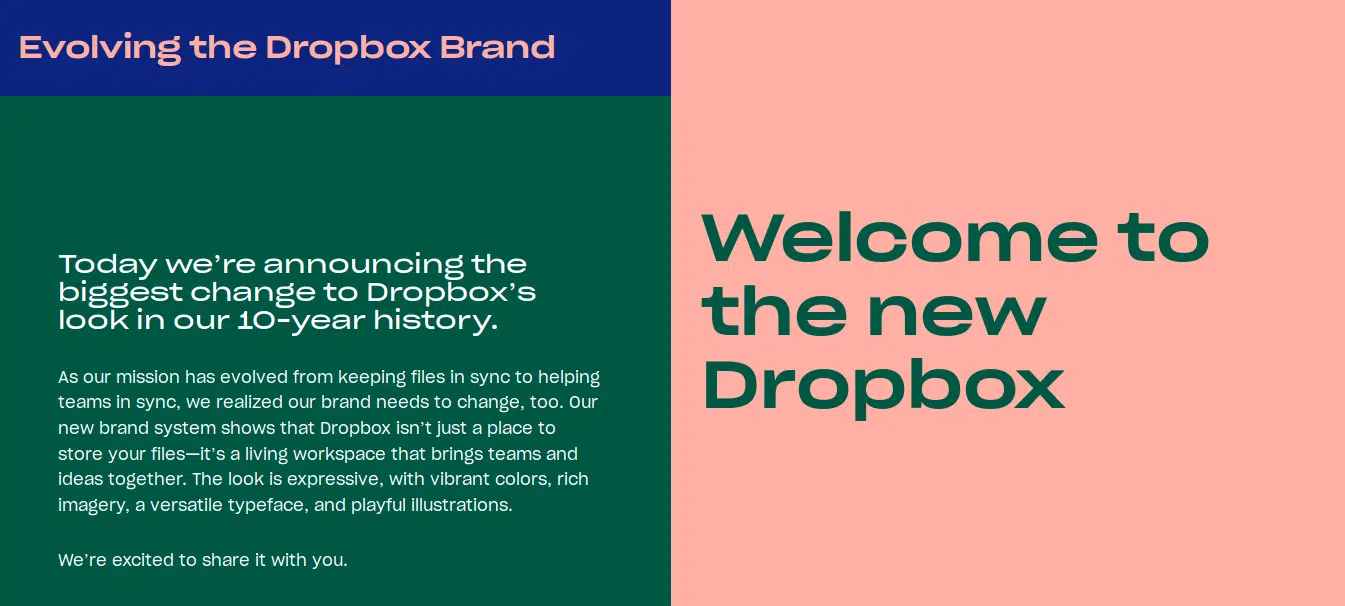 Evolving the Dropbox Brand
Today we’re announcing the
biggest change to Dropbox’s
look in our 10-year history.
As our mission has evolved from keeping files in sync to helping
teams in sync, we realized our brand needs to change, too. Our
new brand system shows that Dropbox isn’t just a place to
store your files—it’s a living workspace that brings teams and
ideas together. The look is expressive, with vibrant colors, rich
imagery, a versatile typeface, and playful illustrations.
We’re excited to share it with you.
Welcome to
the new
Dropbox